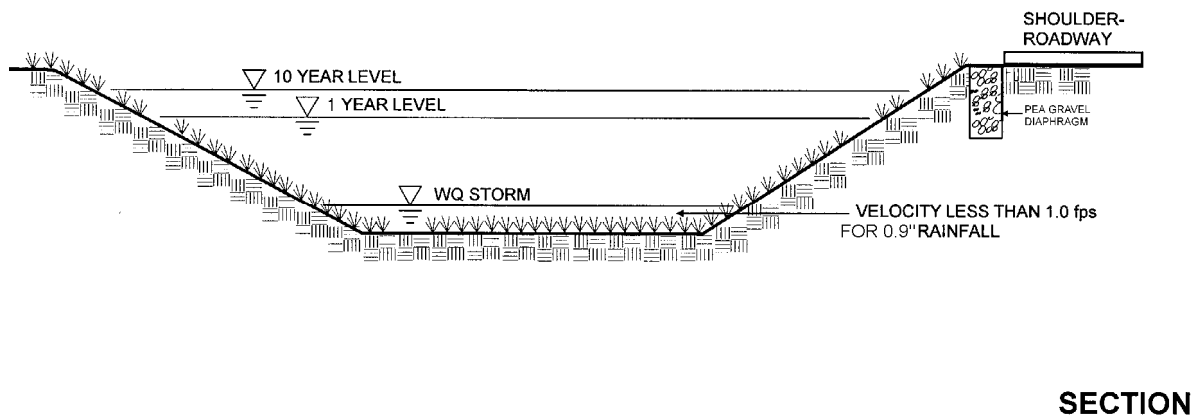 SHOULDER-
ROADWAY
10 YEAR LEVEL
1 YEAR LEVEL
PEA GRAVEL
DIAPHRAGM
WQ STORM
VELOCITY LESS THAN 1.0 fps
FOR 0.9" RAINFALL
SECTION